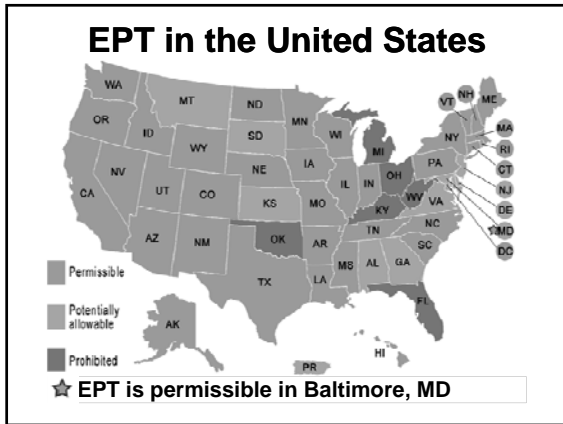 EPT in the United States
WA
MT
ND
MN
VT
NH
ME
OR
ID
SD
WI
MI
NY
MA
RI
WY
IA
PA
CT
NV
NE
IL
IN
OH
NJ
CA
UT
CO
KS
MO
KY
WV
VA
DE
MD
DC
AZ
NM
OK
AR
TN
NC
SC
MS
AL
GA
TX
LA
FL
AK
HI
PR
Permissible
Potentially
allowable
Prohibited
EPT is permissible in Baltimore, MD